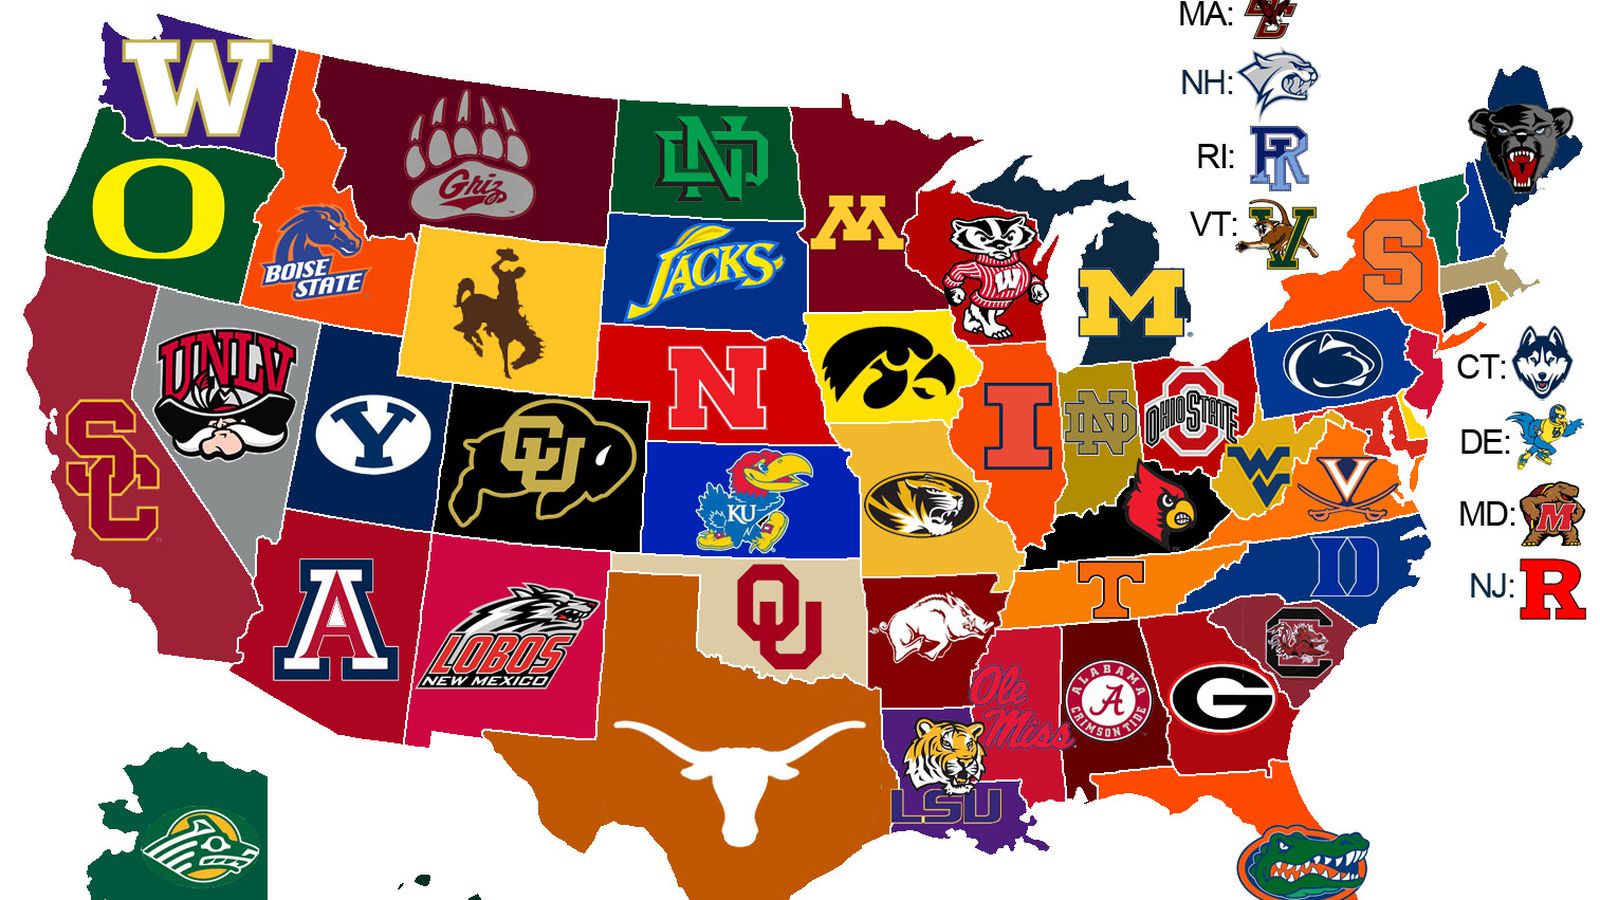 MA:
BC
NH:
W
ND
RI:
RI
O
Griz
M
VT:
V
BOISE
STATE
JACKS
W
S
M
UNLV
N
I
ND
OHIO STATE
CT:
SC
Y
CU
KU
WV
V
DE:
MD:
M
A
OU
T
D
NJ:
R
LOBOS
NEW MEXICO
Ole
Miss
ALABAMA
A
CRIMSON TIDE
G
C
LSU